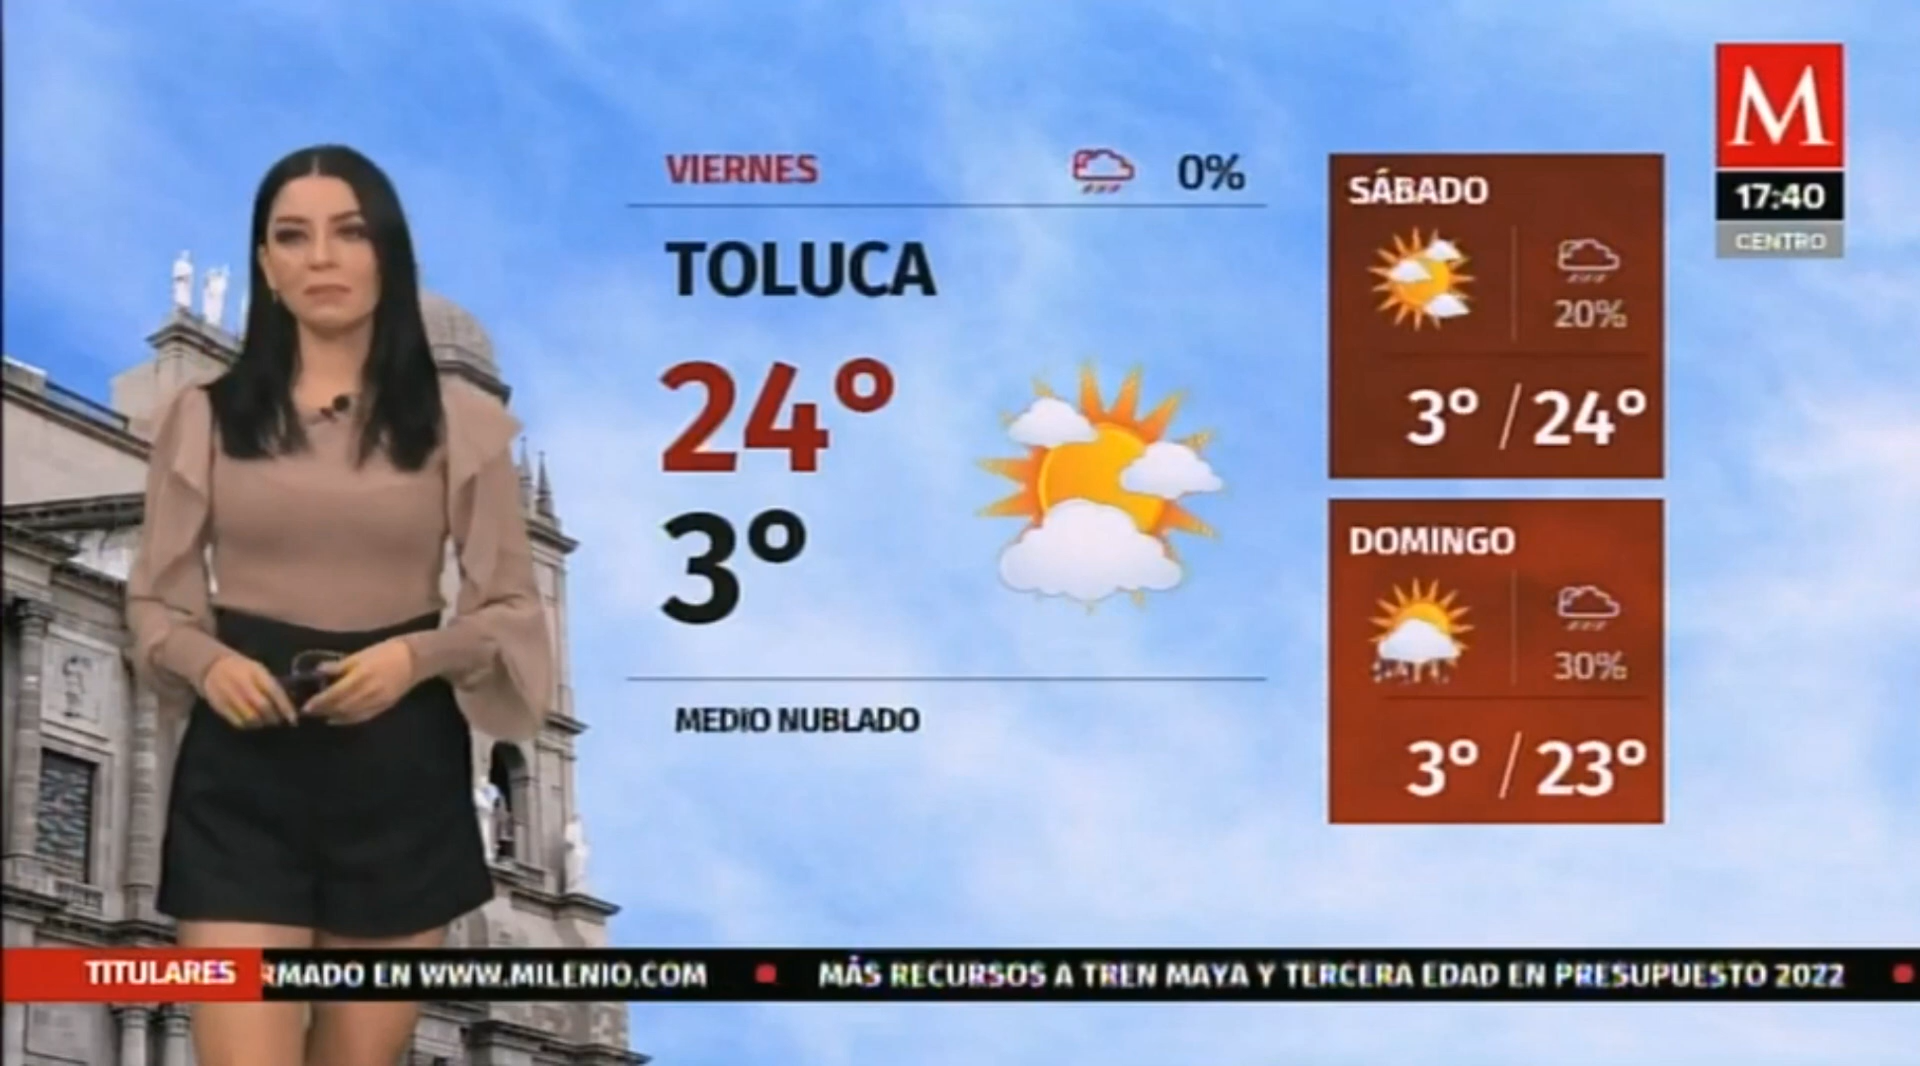 VIERNES 0%
TOLUCA
24°
3°
MEDIO NUBLADO
SÁBADO
20%
3° / 24°
DOMINGO
30%
3° / 23°
M
17:40
CENTRO
TITULARES RMADO EN WWW.MILENIO.COM MÁS RECURSOS A TREN MAYA Y TERCERA EDAD EN PRESUPUESTO 2022